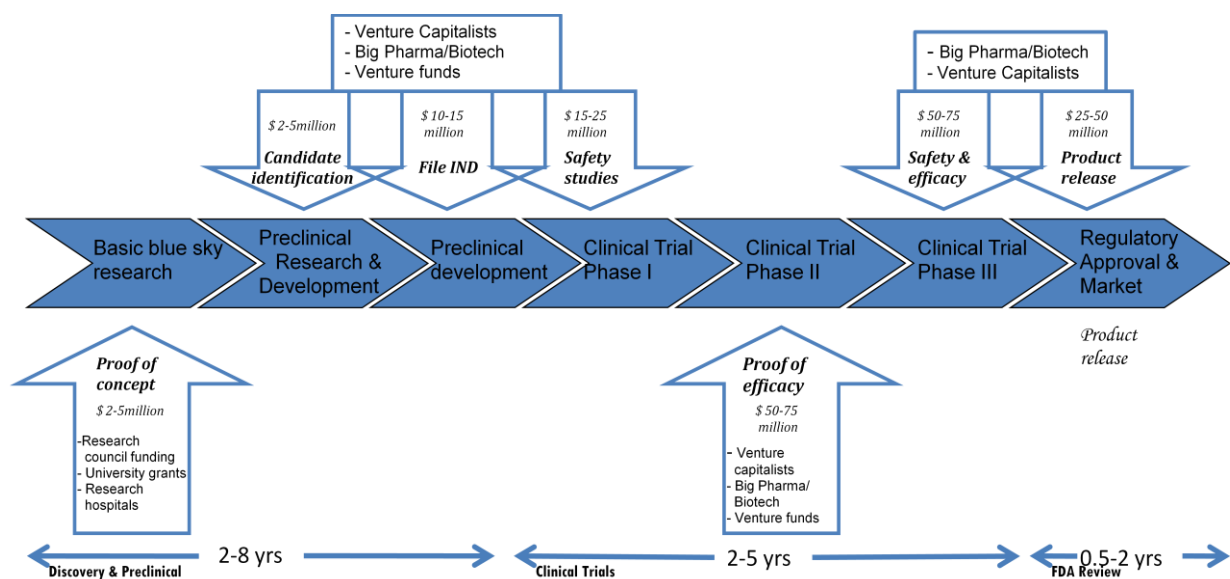 - Venture Capitalists
- Big Pharma/Biotech
- Venture funds
- Big Pharma/Biotech
- Venture Capitalists
$ 2-5million
Candidate
identification
$ 10-15
million
File IND
$ 15-25
million
Safety
studies
$ 50-75
million
Safety &
efficacy
$ 25-50
million
Product
release
Basic blue sky
research
Preclinical
Research &
Development
Preclinical
development
Clinical Trial
Phase I
Clinical Trial
Phase II
Clinical Trial
Phase III
Regulatory
Approval &
Market
Product
release
Proof of
concept
$ 2-5million
-Research
council funding
- University grants
- Research
hospitals
Proof of
efficacy
$ 50-75
million
- Venture
capitalists
- Big Pharma/
Biotech
- Venture funds
2-8 yrs
Discovery & Preclinical
2-5 yrs
Clinical Trials
0.5-2 yrs
FDA Review